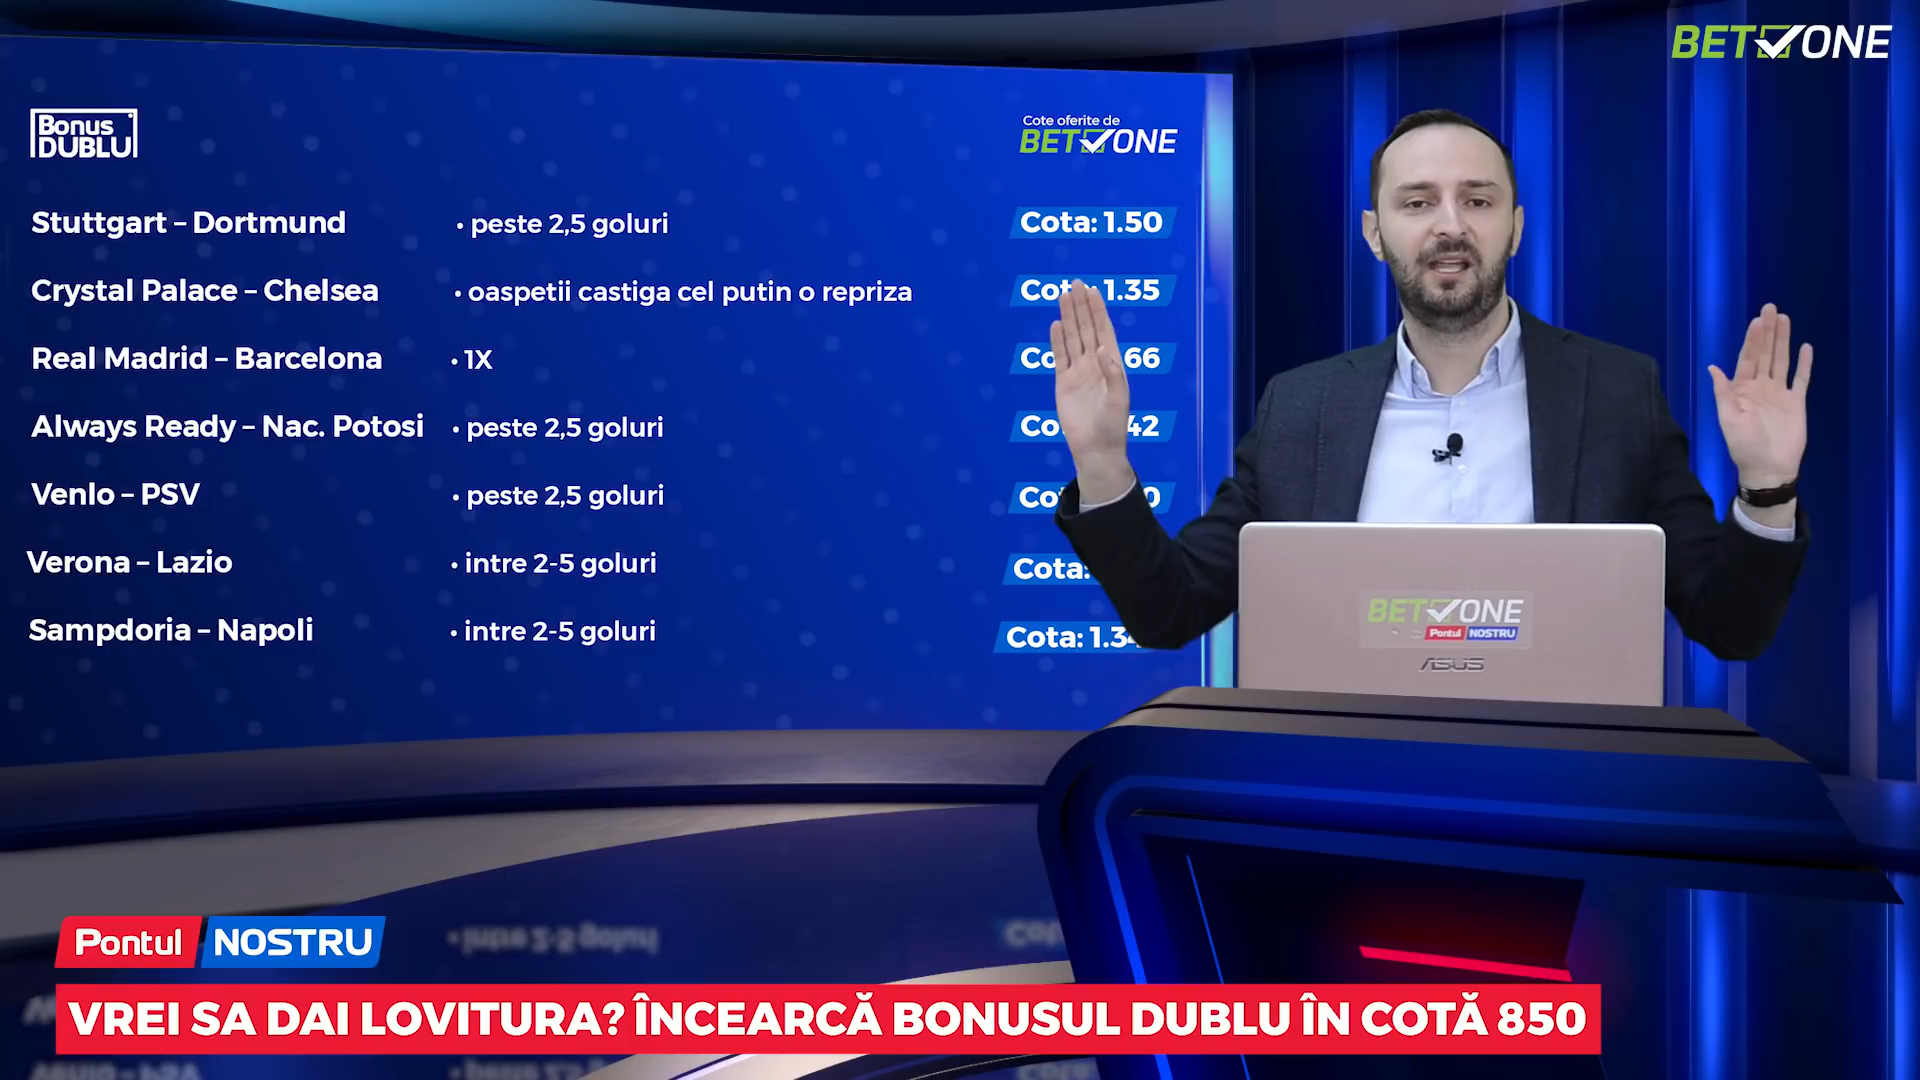 BET ONE
Bonus
DUBLU
Cote oferite de
BET ONE
Stuttgart – Dortmund • peste 2,5 goluri Cota: 1.50
Crystal Palace – Chelsea • oaspetii castiga cel putin o repriza 1.35
Real Madrid – Barcelona • 1X
Always Ready – Nac. Potosi • peste 2,5 goluri
Venlo – PSV • peste 2,5 goluri
Verona – Lazio • intre 2-5 goluri Cota:
Sampdoria – Napoli • intre 2-5 goluri Cota:
BET ONE
Pontul NOSTRU
ASUS
Pontul NOSTRU
VREI SA DAI LOVITURA? ÎNCEARCĂ BONUSUL DUBLU ÎN COTĂ 850